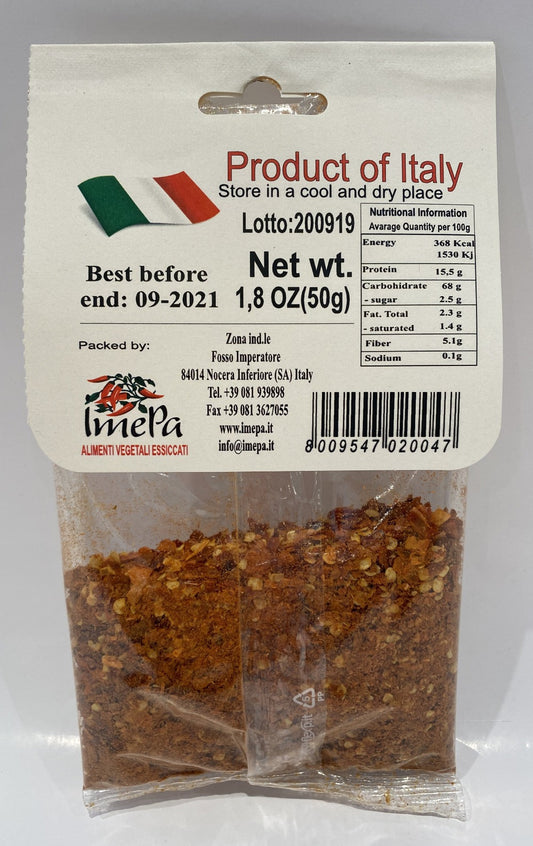 Product of Italy
Store in a cool and dry place
Lotto:200919
Net wt.
1,8 OZ(50g)
Best before
end: 09-2021
Nutritional Information
Avarage Quantity per 100g
Energy 368 Kcal
1530 Kj
Protein 15,5 g
Carbohidrate 68 g
- sugar 2.5 g
Fat. Total 2.3 g
- saturated 1.4 g
Fiber 5.1g
Sodium 0.1g
Packed by:
ImePa
ALIMENTI VEGETALI ESSICCATI
Zona ind.le
Fosso Imperatore
84014 Nocera Inferiore (SA) Italy
Tel. +39 081 939898
Fax +39 081 3627055
www.imepa.it
info@imepa.it
8 009547 020047
5
PP